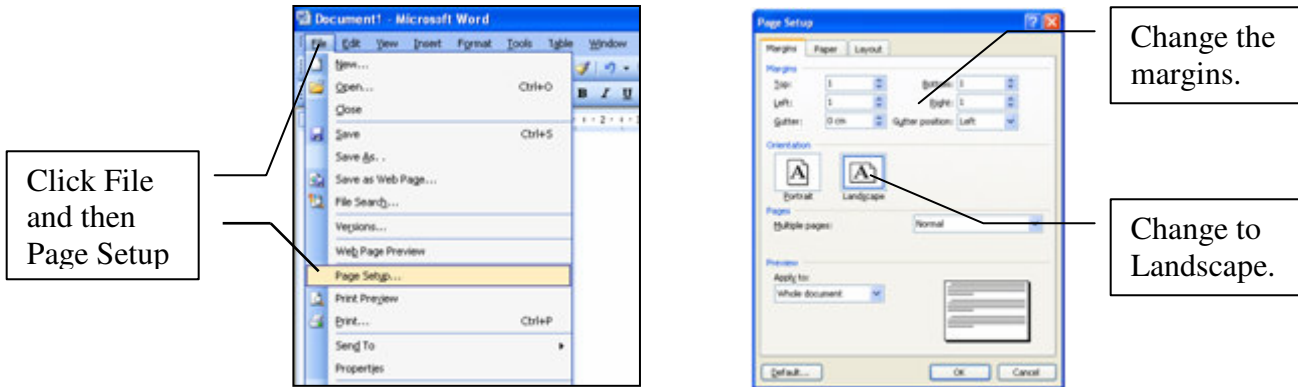 Click File
and then
Page Setup
Document1 - Microsoft Word
File Edit View Insert Format Tools Table Window
New...
Open... Ctrl+O
Close
Save Ctrl+S
Save As. .
Save as Web Page...
File Search...
Versions...
Web Page Preview
Page Setup...
Print Preview
Print... Ctrl+P
Send To
Properties
B I U
2
Page Setup
Margins Paper Layout
Margins
Top: 1 Bottom: 1
Left: 1 Right: 1
Gutter: 0 cm Gutter position: Left
Orientation
A A
Portrait Landscape
Pages
Multiple pages: Normal
Preview
Apply to:
Whole document
Default... OK Cancel
Change the
margins.
Change to
Landscape.